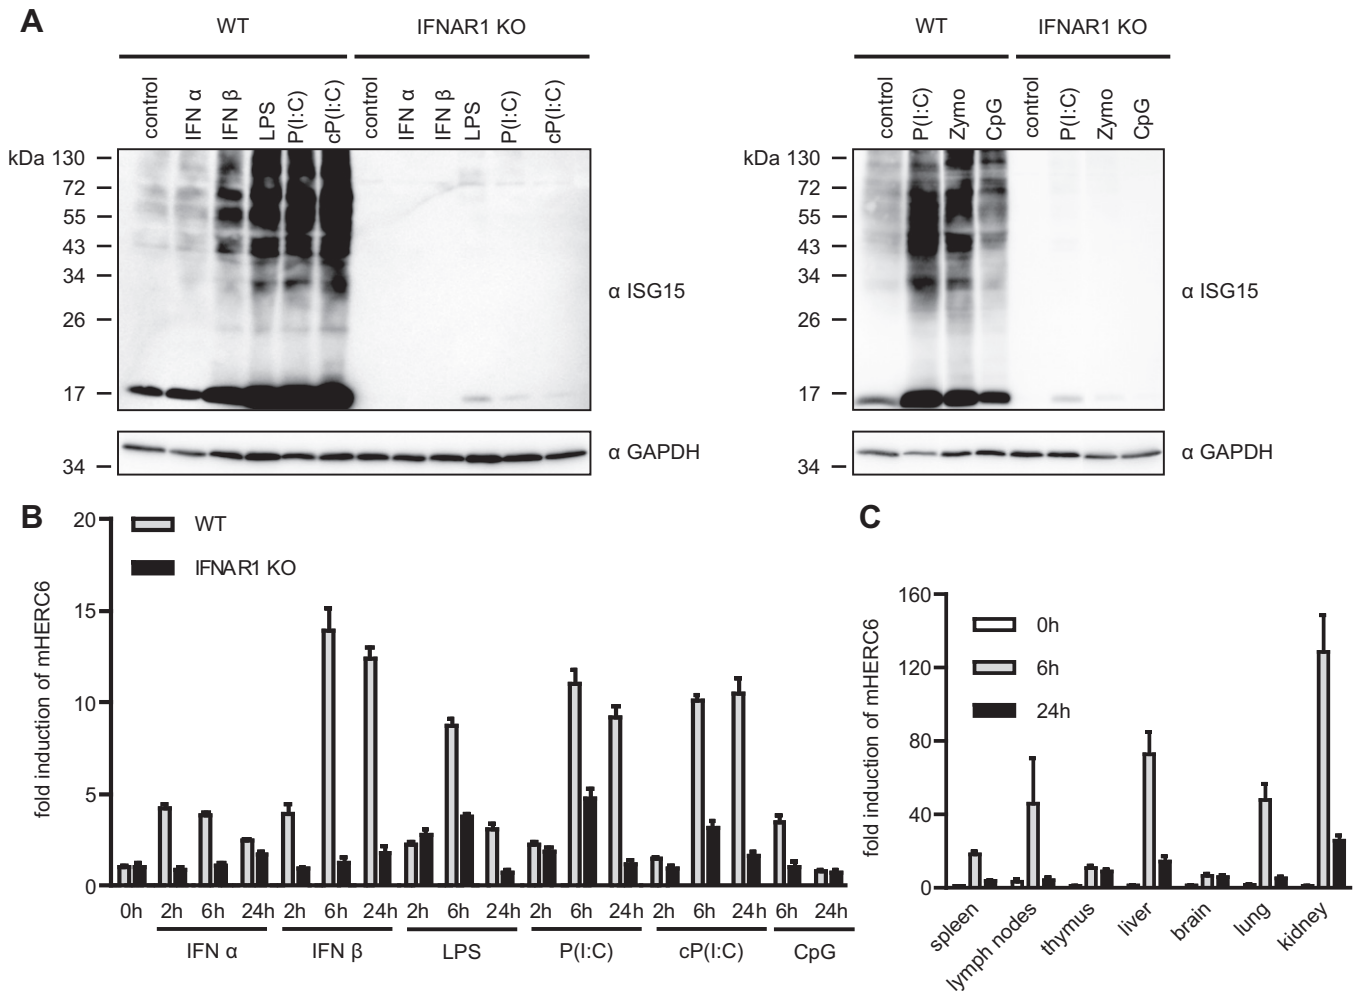 A
WT
IFNAR1 KO
control
IFN α
IFN β
LPS
P(I:C)
cP(I:C)
control
IFN α
IFN β
LPS
P(I:C)
cP(I:C)
kDa 130
72
55
43
34
26
17
α ISG15
34
α GAPDH
WT
IFNAR1 KO
control
P(I:C)
Zymo
CpG
control
P(I:C)
Zymo
CpG
kDa 130
72
55
43
34
26
17
α ISG15
34
α GAPDH
B
fold induction of mHERC6
20
15
10
5
0
WT
IFNAR1 KO
0h 2h 6h 24h 2h 6h 24h 2h 6h 24h 2h 6h 24h 2h 6h 24h 6h 24h
IFN α IFN β LPS P(I:C) cP(I:C) CpG
C
fold induction of mHERC6
160
120
80
40
0
0h
6h
24h
spleen
lymph nodes
thymus
liver
brain
lung
kidney